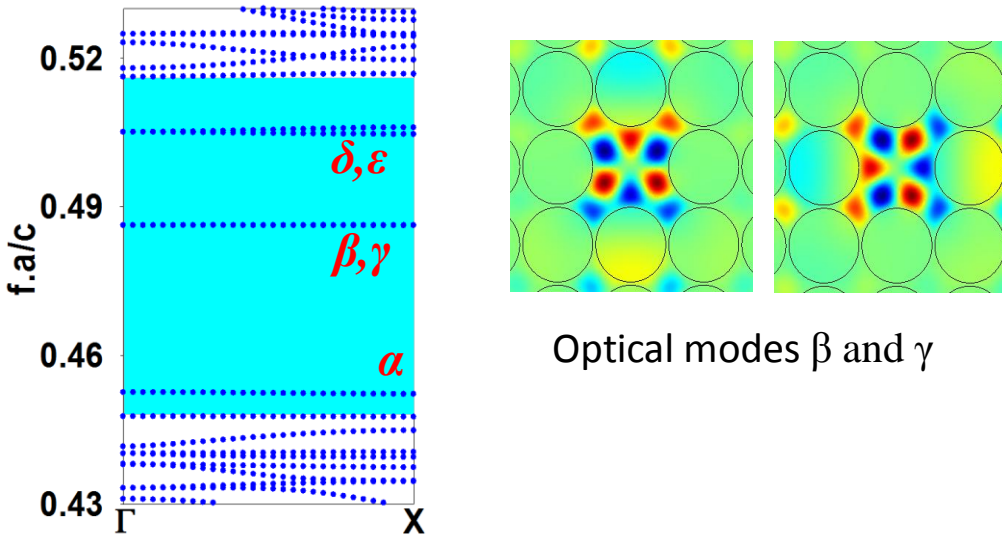 0.52
0.49
0.46
0.43
f.a/c
Γ
X
δ,ε
β,γ
α
Optical modes β and γ